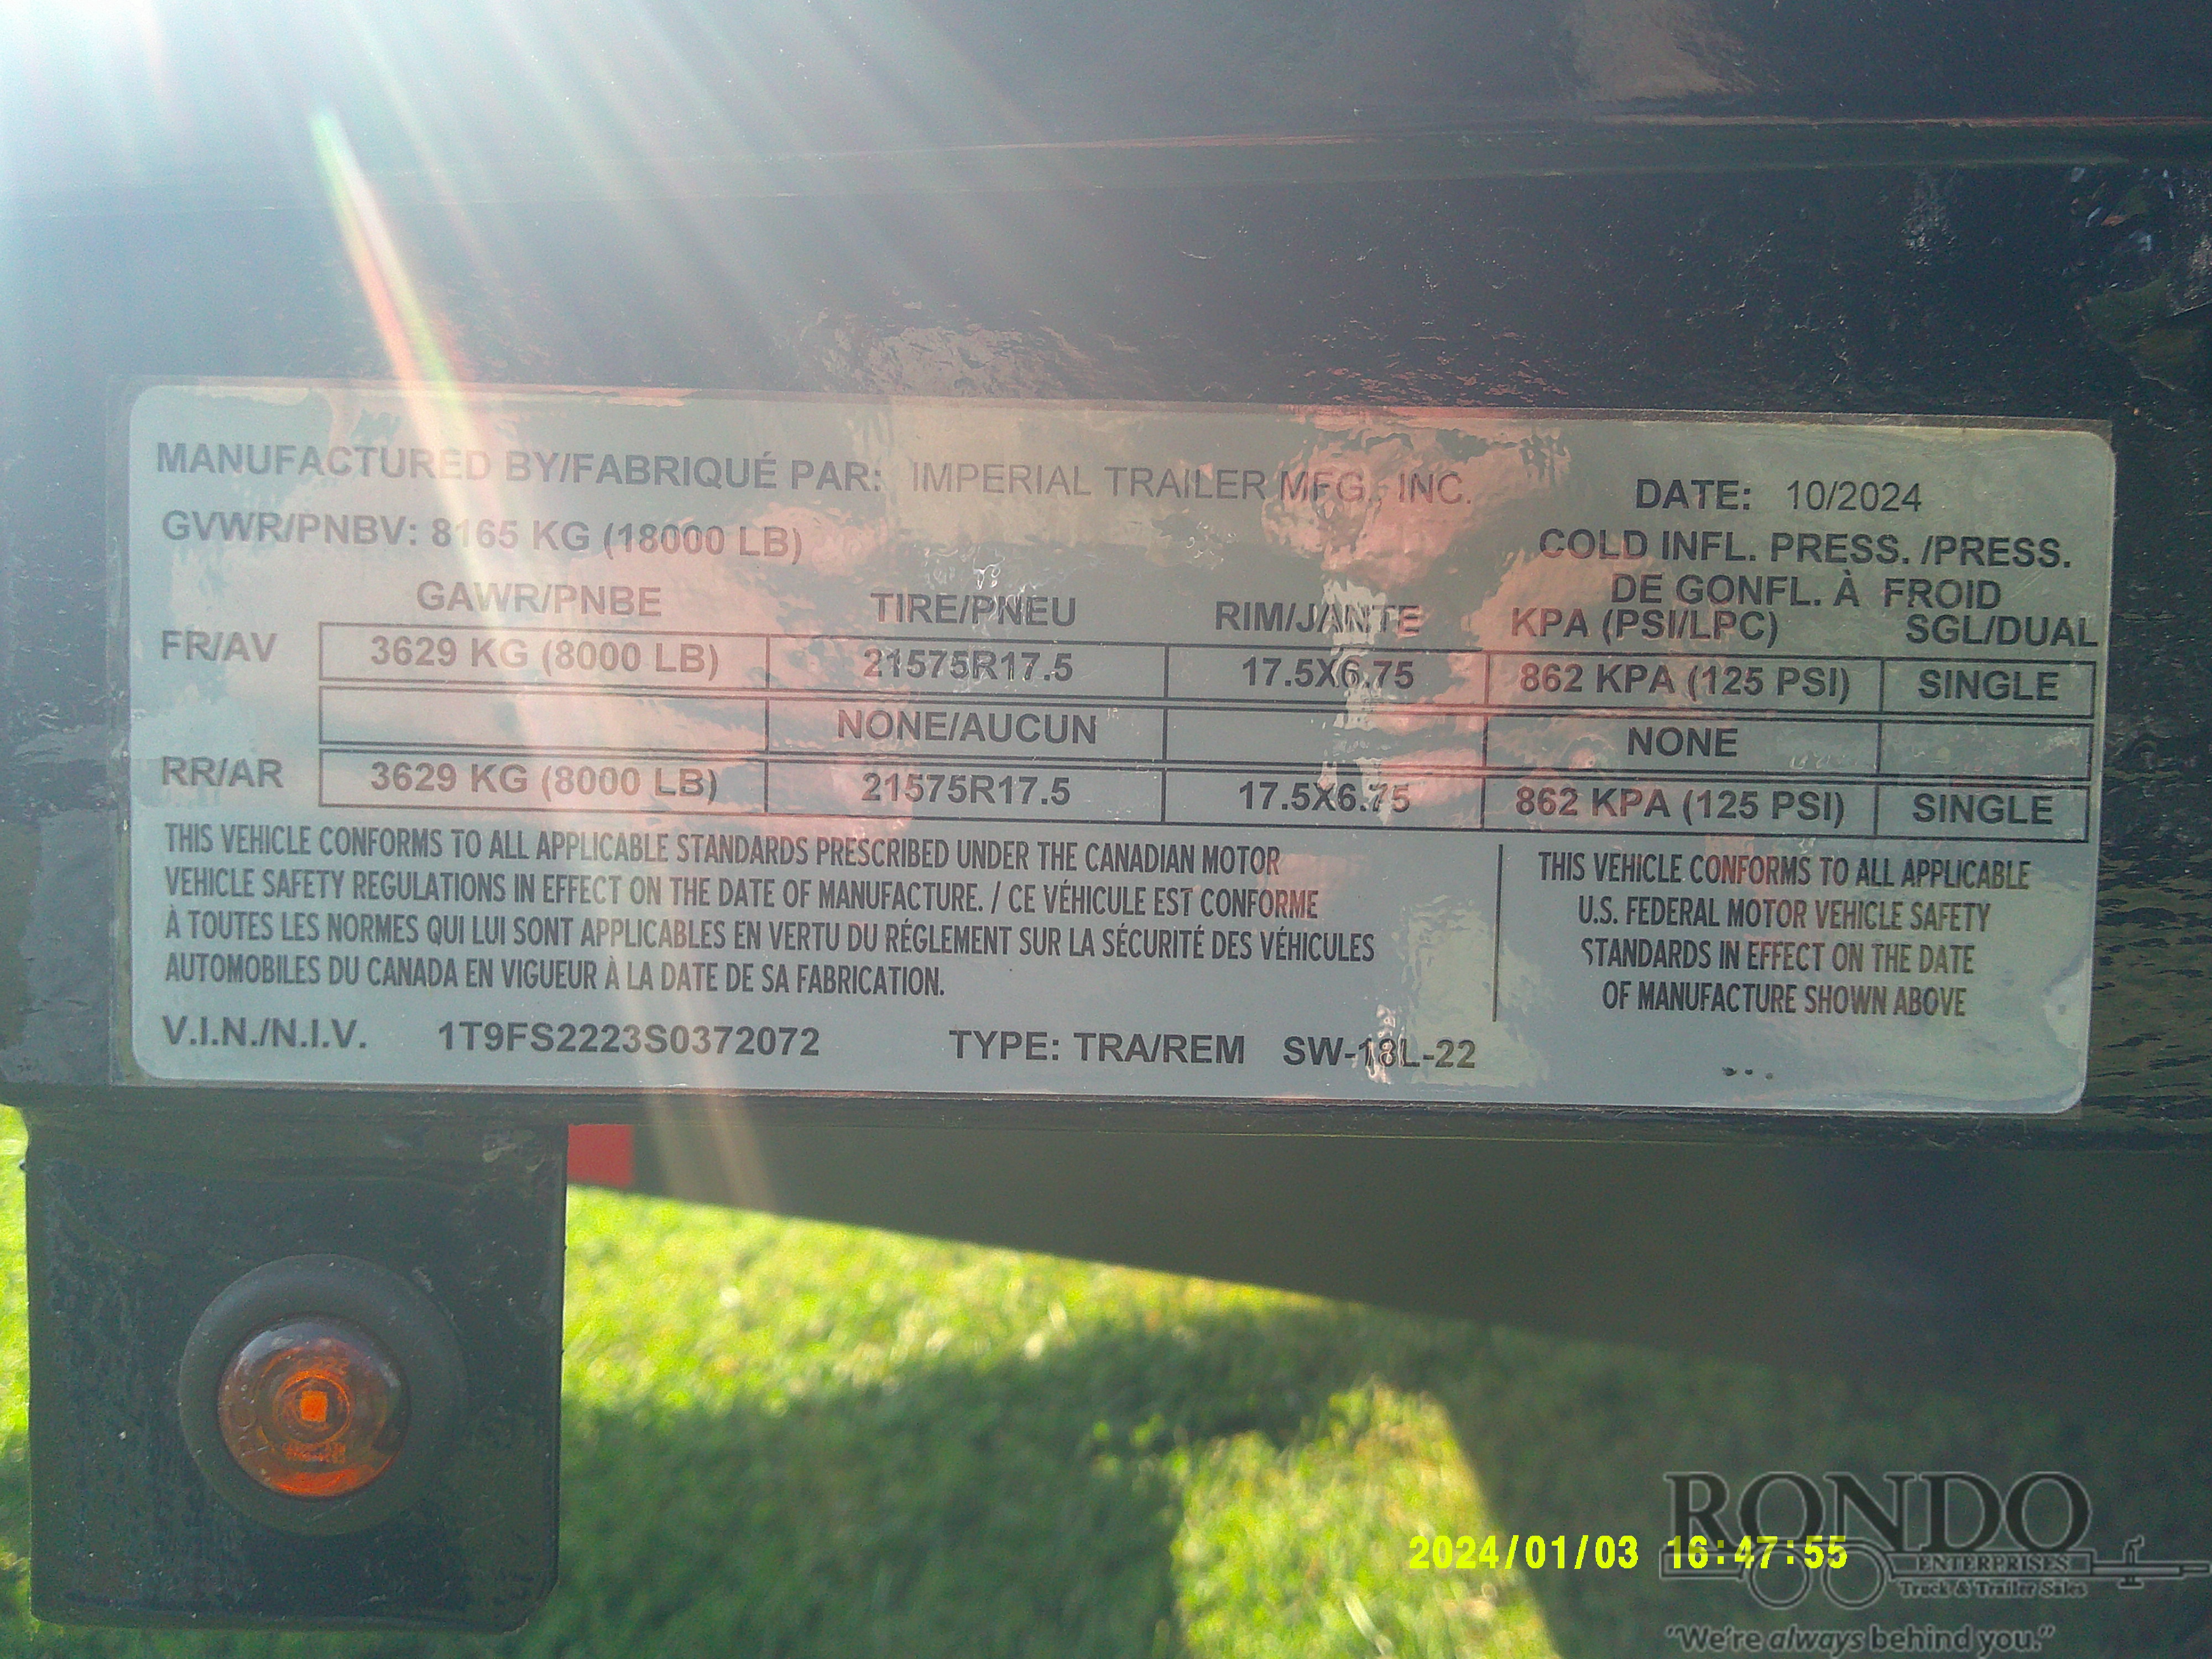 MANUFACTURED BY/FABRIQUÉ PAR: IMPERIAL TRAILER MFG., INC. DATE: 10/2024
GVWR/PNBV: 8165 KG (18000 LB) COLD INFL. PRESS. /PRESS.
DE GONFL. À FROID
GAWR/PNBE TIRE/PNEU RIM/JANTE KPA (PSI/LPC) SGL/DUAL
FR/AV 3629 KG (8000 LB) 21575R17.5 17.5X6.75 862 KPA (125 PSI) SINGLE
NONE/AUCUN NONE
RR/AR 3629 KG (8000 LB) 21575R17.5 17.5X6.75 862 KPA (125 PSI) SINGLE
THIS VEHICLE CONFORMS TO ALL APPLICABLE STANDARDS PRESCRIBED UNDER THE CANADIAN MOTOR
VEHICLE SAFETY REGULATIONS IN EFFECT ON THE DATE OF MANUFACTURE. / CE VÉHICULE EST CONFORME
À TOUTES LES NORMES QUI LUI SONT APPLICABLES EN VERTU DU RÉGLEMENT SUR LA SÉCURITÉ DES VÉHICULES
AUTOMOBILES DU CANADA EN VIGUEUR À LA DATE DE SA FABRICATION.
THIS VEHICLE CONFORMS TO ALL APPLICABLE
U.S. FEDERAL MOTOR VEHICLE SAFETY
STANDARDS IN EFFECT ON THE DATE
OF MANUFACTURE SHOWN ABOVE
V.I.N./N.I.V. 1T9FS2223S0372072 TYPE: TRA/REM SW-18L-22
RONDO
ENTERPRISES
Truck & Trailer Sales
"We're always behind you."
2024/01/03 16:47:55